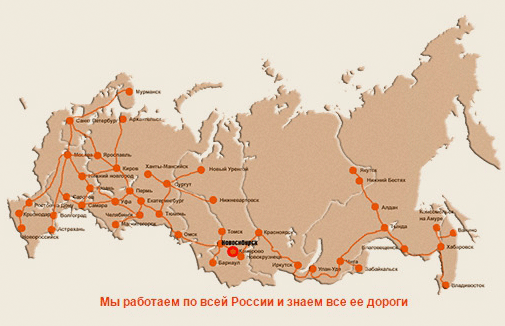 Мурманск
Санкт Петербург
Архангельск
Москва
Ярославль
Киров
Ханты-Мансийск
Новый Уренгой
Якутск
Нижний Бестях
Нижний новгород
Сургут
Пермь
Нижневартовск
Саратов
Уфа
Екатеринбург
Алдан
Ростов на Дону
Самара
Краснодар
Волгоград
Челябинск
Тюмень
Комсомольск
на Амуре
Магнитогорск
Тында
Новороссийск
Астрахань
Омск
Томск
Красноярск
Ванино
НОВОСИБИРСК
Кемерово
Новокузнецк
Благовещенск
Хабаровск
Барнаул
Иркутск
Улан-Удэ
Чита
Забайкальск
Владивосток
Мы работаем по всей России и знаем все ее дороги